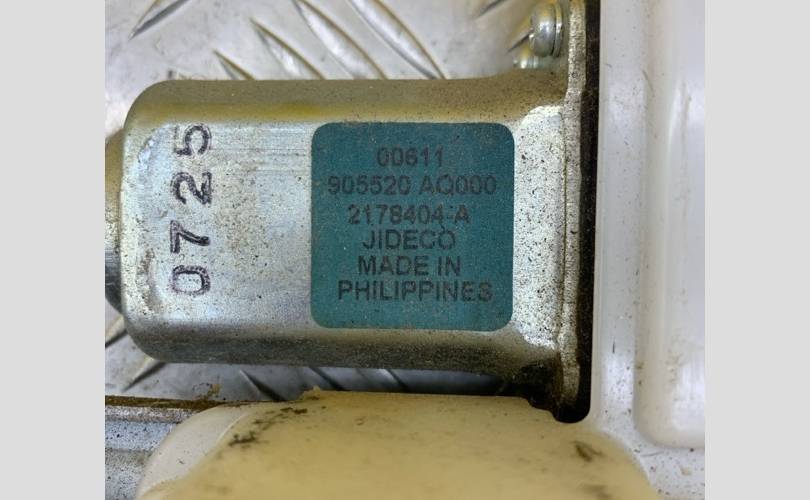 0725
00611
905520 AQ000
2178404-A
JIDECO
MADE IN
PHILIPPINES